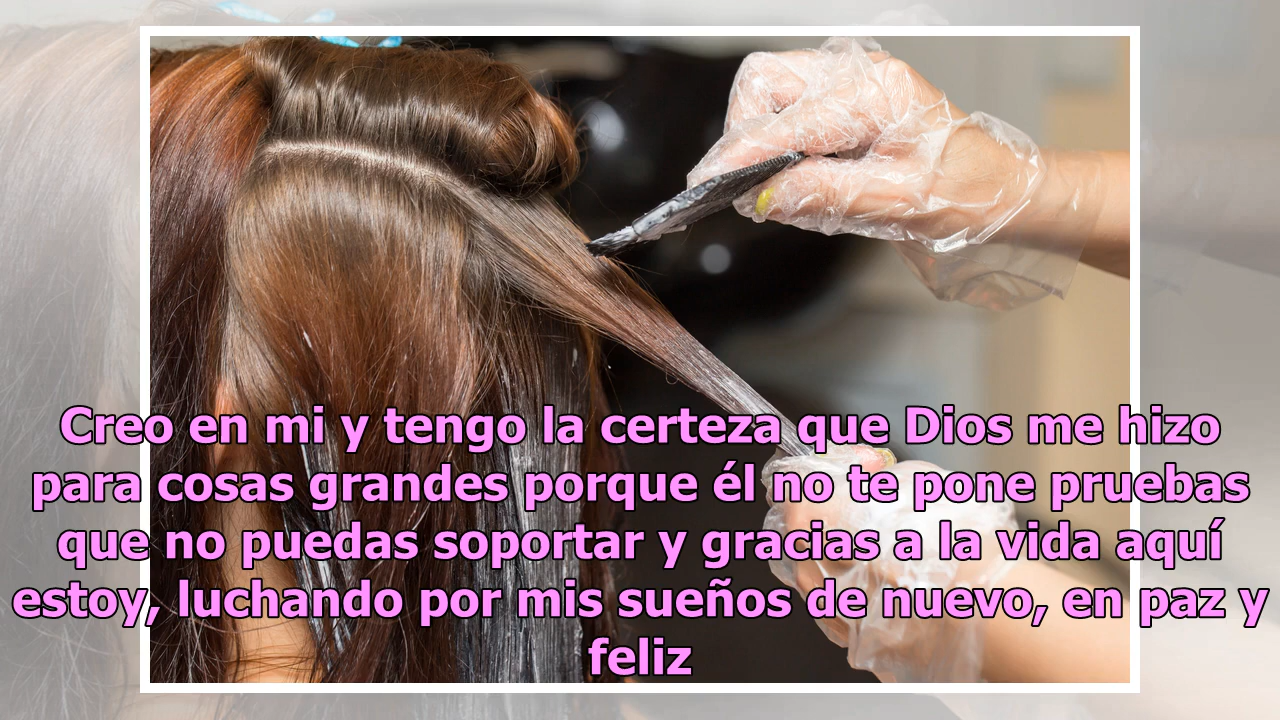 Creo en mi y tengo la certeza que Dios me hizo
para cosas grandes porque él no te pone pruebas
que no puedas soportar y gracias a la vida aquí
estoy, luchando por mis sueños de nuevo, en paz y
feliz